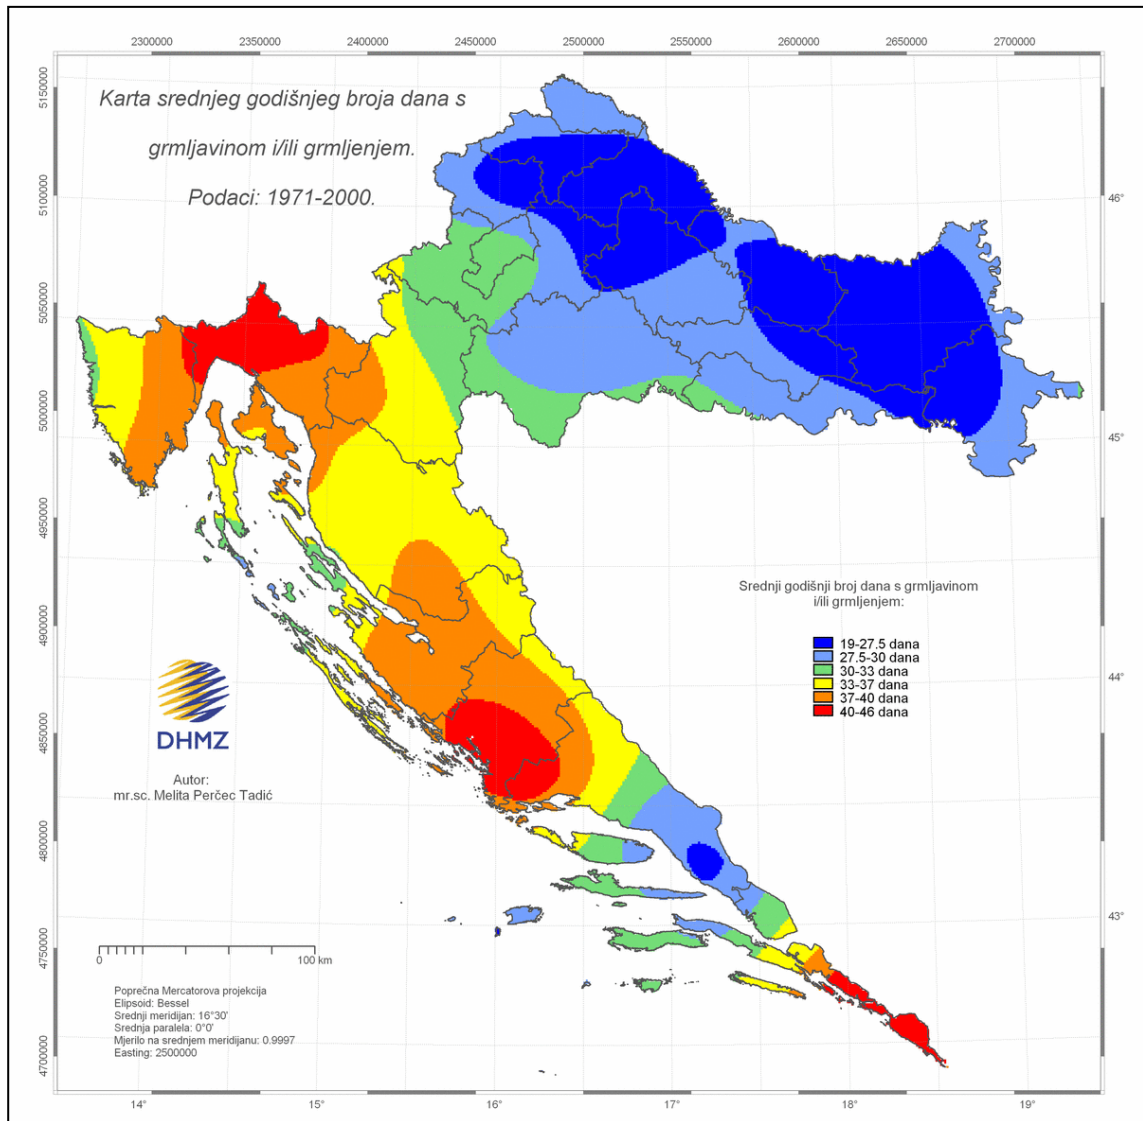 2300000 2350000 2400000 2450000 2500000 2550000 2600000 2650000 2700000
Karta srednjeg godišnjeg broja dana s
grmljavinom i/ili grmljenjem.
Podaci: 1971-2000.
5150000
5100000
5050000
5000000
4950000
4900000
4850000
4800000
4750000
4700000
46°
45°
44°
43°
Srednji godišnji broj dana s grmljavinom
i/ili grmljenjem:
19-27.5 dana
27.5-30 dana
30-33 dana
33-37 dana
37-40 dana
40-46 dana
DHMZ
Autor:
mr.sc. Melita Perčec Tadić
0 100 km
Poprečna Mercatorova projekcija
Elipsoid: Bessel
Srednji meridijan: 16°30'
Srednja paralela: 0°0'
Mjerilo na srednjem meridijanu: 0.9997
Easting: 2500000
14° 15° 16° 17° 18° 19°